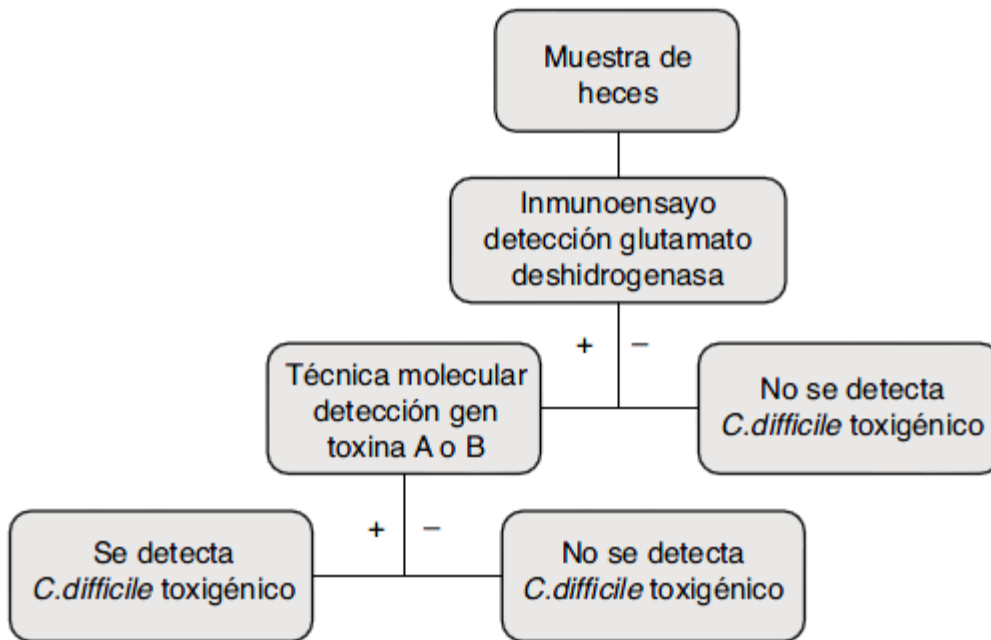 Muestra de
heces
Inmunoensayo
detección glutamato
deshidrogenasa
+
–
Técnica molecular
detección gen
toxina A o B
No se detecta
C.difficile toxigénico
+
–
Se detecta
C.difficile toxigénico
No se detecta
C.difficile toxigénico